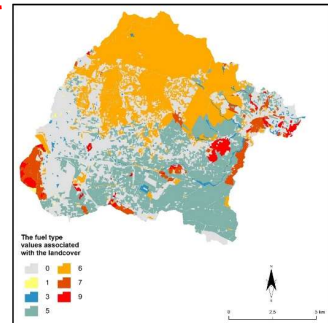 The fuel type
values associated
with the landcover
0 6
1 7
3 9
5
N
0 2.5 5 km